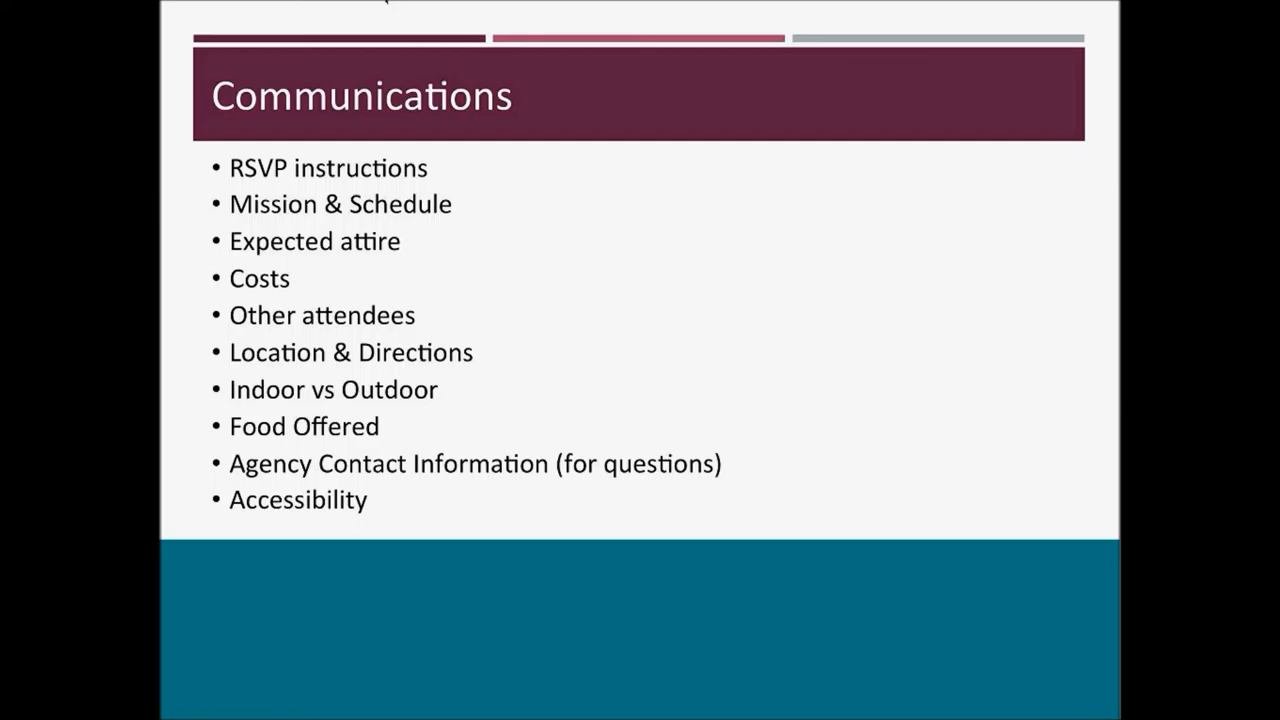 Communications
• RSVP instructions
• Mission & Schedule
• Expected attire
• Costs
• Other attendees
• Location & Directions
• Indoor vs Outdoor
• Food Offered
• Agency Contact Information (for questions)
• Accessibility